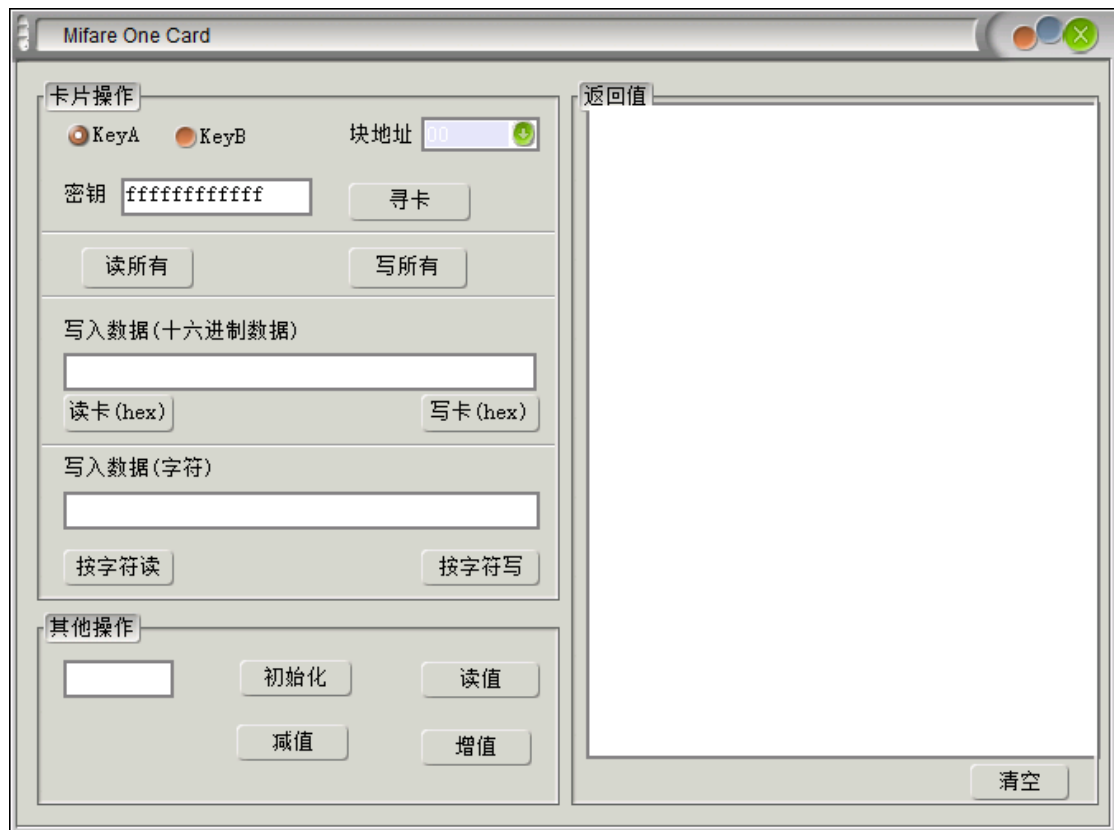 Mifare One Card
卡片操作
KeyA KeyB 块地址 00
密钥 ffffffffffff 寻卡
读所有 写所有
写入数据(十六进制数据)
读卡(hex) 写卡(hex)
写入数据(字符)
按字符读 按字符写
其他操作
初始化 读值
减值 增值
返回值
清空